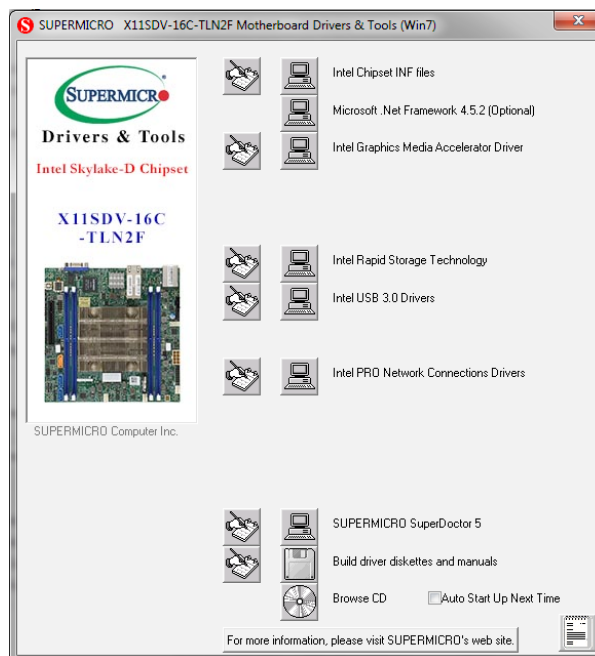 SUPERMICRO X11SDV-16C-TLN2F Motherboard Drivers & Tools (Win7)
SUPERMICRO
Drivers & Tools
Intel Skylake-D Chipset
X11SDV-16C
-TLN2F
SUPERMICRO Computer Inc.
Intel Chipset INF files
Microsoft .Net Framework 4.5.2 (Optional)
Intel Graphics Media Accelerator Driver
Intel Rapid Storage Technology
Intel USB 3.0 Drivers
Intel PRO Network Connections Drivers
SUPERMICRO SuperDoctor 5
Build driver diskettes and manuals
Browse CD
Auto Start Up Next Time
For more information, please visit SUPERMICRO's web site.